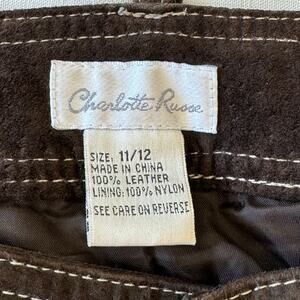 Charlotte Russe
SIZE: 11/12
MADE IN CHINA
100% LEATHER
LINING: 100% NYLON
SEE CARE ON REVERSE